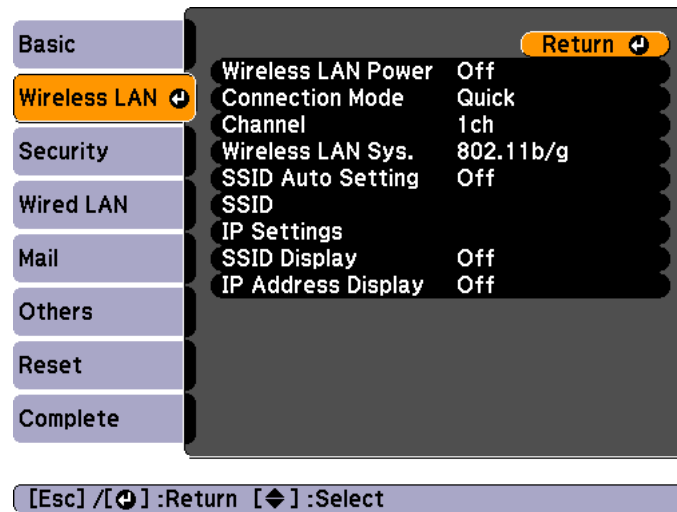 Basic
Wireless LAN
Security
Wired LAN
Mail
Others
Reset
Complete
Return
Wireless LAN Power Off
Connection Mode Quick
Channel 1ch
Wireless LAN Sys. 802.11b/g
SSID Auto Setting Off
SSID
IP Settings
SSID Display Off
IP Address Display Off
[Esc] /[⏎] :Return [◆] :Select